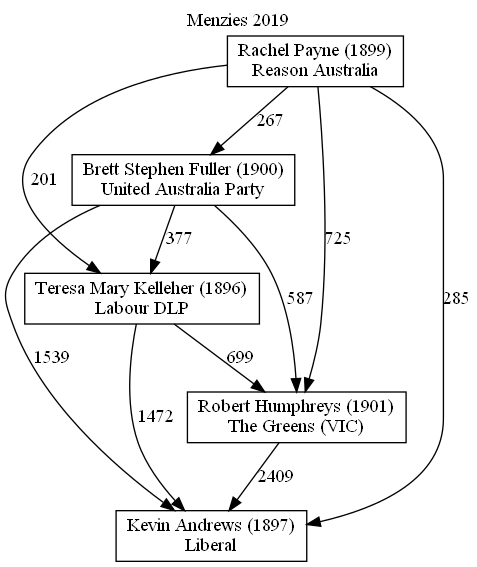 Menzies 2019
Rachel Payne (1899)
Reason Australia
267
Brett Stephen Fuller (1900)
United Australia Party
201
377
725
Teresa Mary Kelleher (1896)
Labour DLP
587
285
1539
699
Robert Humphreys (1901)
The Greens (VIC)
1472
2409
Kevin Andrews (1897)
Liberal